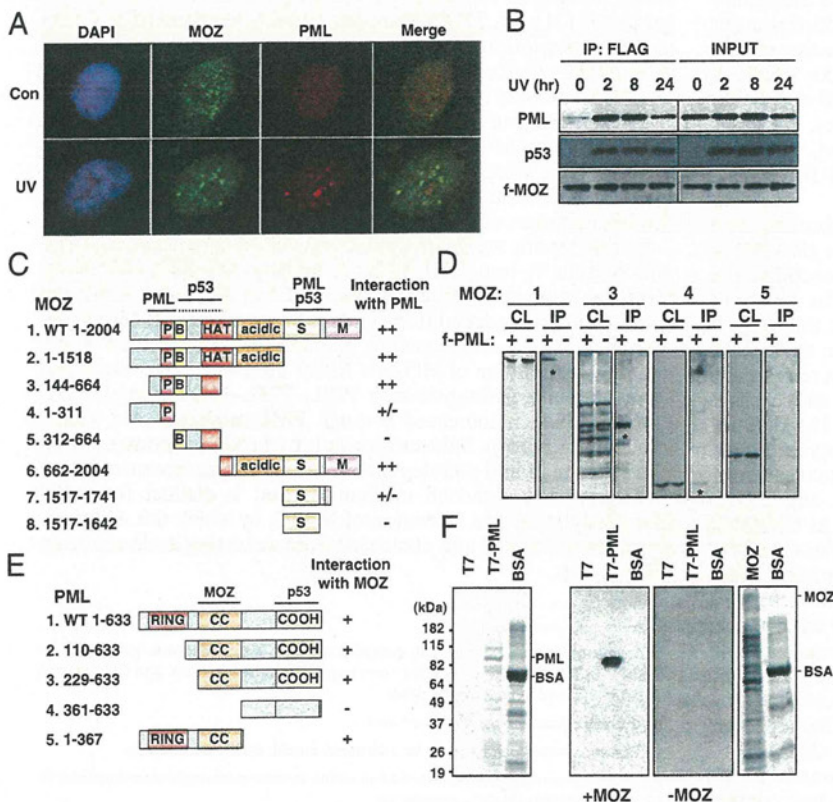 A
DAPI MOZ PML Merge
Con
UV
B
IP: FLAG INPUT
UV (hr) 0 2 8 24 0 2 8 24
PML
p53
f-MOZ
C
MOZ PML p53 PML p53 Interaction with PML
1. WT 1-2004 P B HAT acidic S M ++
2. 1-1518 P B HAT acidic ++
3. 144-664 P B ++
4. 1-311 P +/-
5. 312-664 B -
6. 662-2004 acidic S M ++
7. 1517-1741 S +/-
8. 1517-1642 S -
D
MOZ: 1 3 4 5
CL IP CL IP CL IP CL IP
f-PML: + - + - + - + - + - + - + - + -
E
PML MOZ p53 Interaction with MOZ
1. WT 1-633 RING CC COOH +
2. 110-633 CC COOH +
3. 229-633 CC COOH +
4. 361-633 -
5. 1-367 RING CC +
F
T7 T7-PML BSA T7 T7-PML BSA T7 T7-PML BSA MOZ BSA
(kDa)
MOZ
182
115
82 PML
64 BSA BSA
49
37
26
19
+MOZ -MOZ